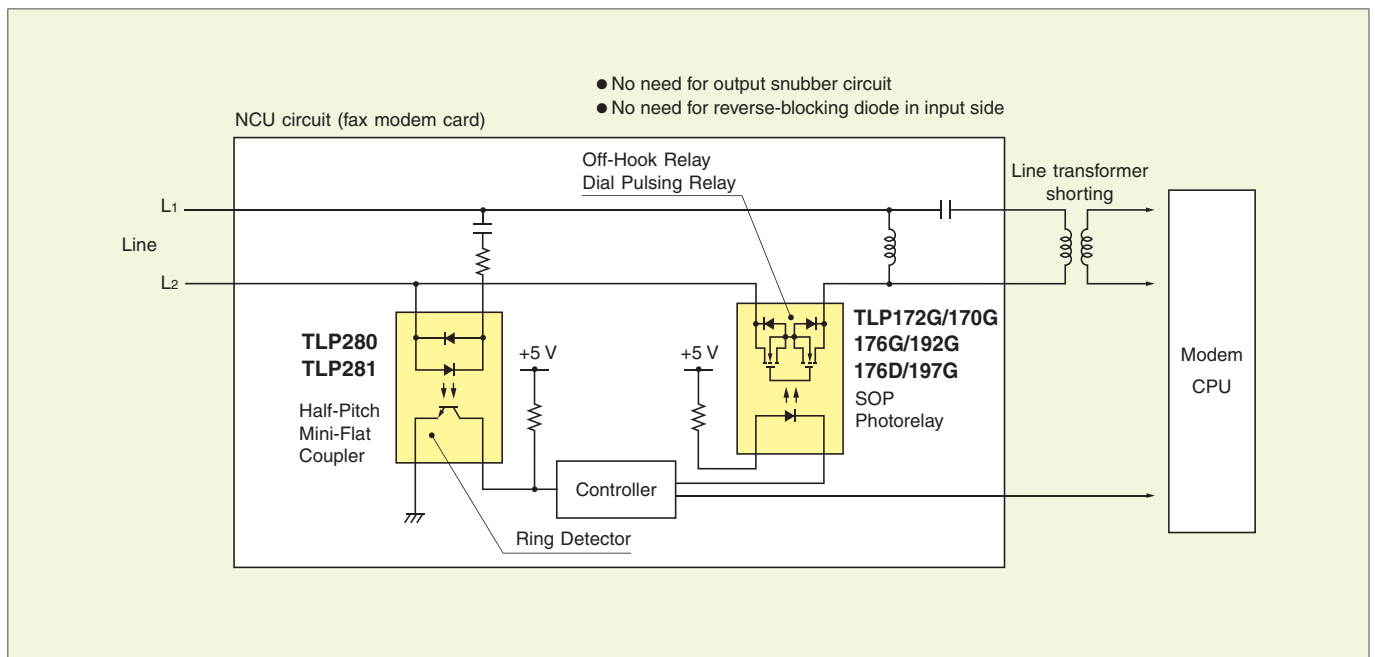 ● No need for output snubber circuit
● No need for reverse-blocking diode in input side
NCU circuit (fax modem card)
Off-Hook Relay
Dial Pulsing Relay
Line transformer
shorting
L1
Line
L2
TLP280
TLP281
Half-Pitch
Mini-Flat
Coupler
+5 V
+5 V
TLP172G/170G
176G/192G
176D/197G
SOP
Photorelay
Modem
CPU
Controller
Ring Detector